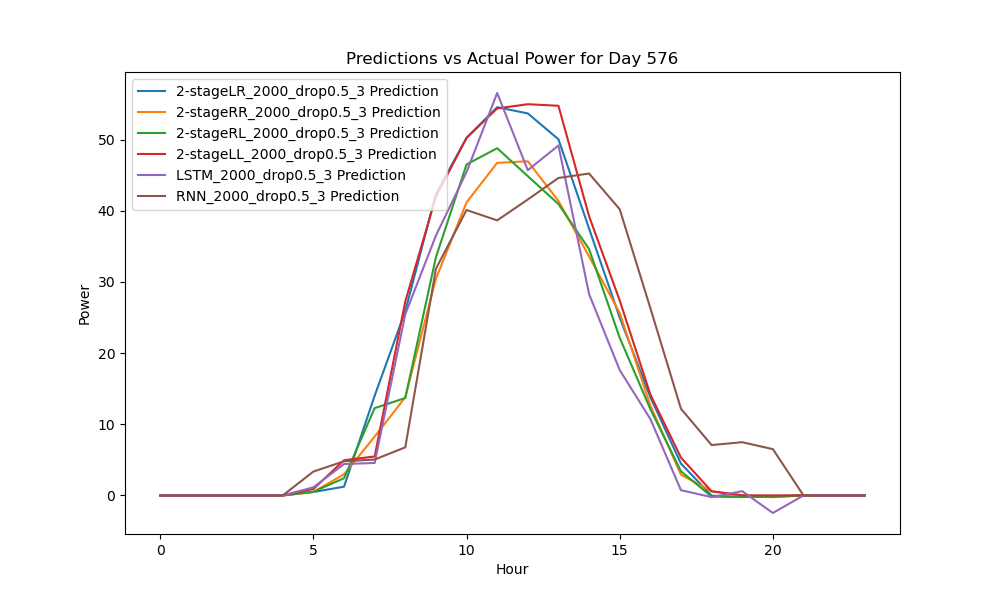 Predictions vs Actual Power for Day 576
2-stageLR_2000_drop0.5_3 Prediction
2-stageRR_2000_drop0.5_3 Prediction
2-stageRL_2000_drop0.5_3 Prediction
2-stageLL_2000_drop0.5_3 Prediction
LSTM_2000_drop0.5_3 Prediction
RNN_2000_drop0.5_3 Prediction
50
40
30
20
10
0
Power
0 5 10 15 20
Hour